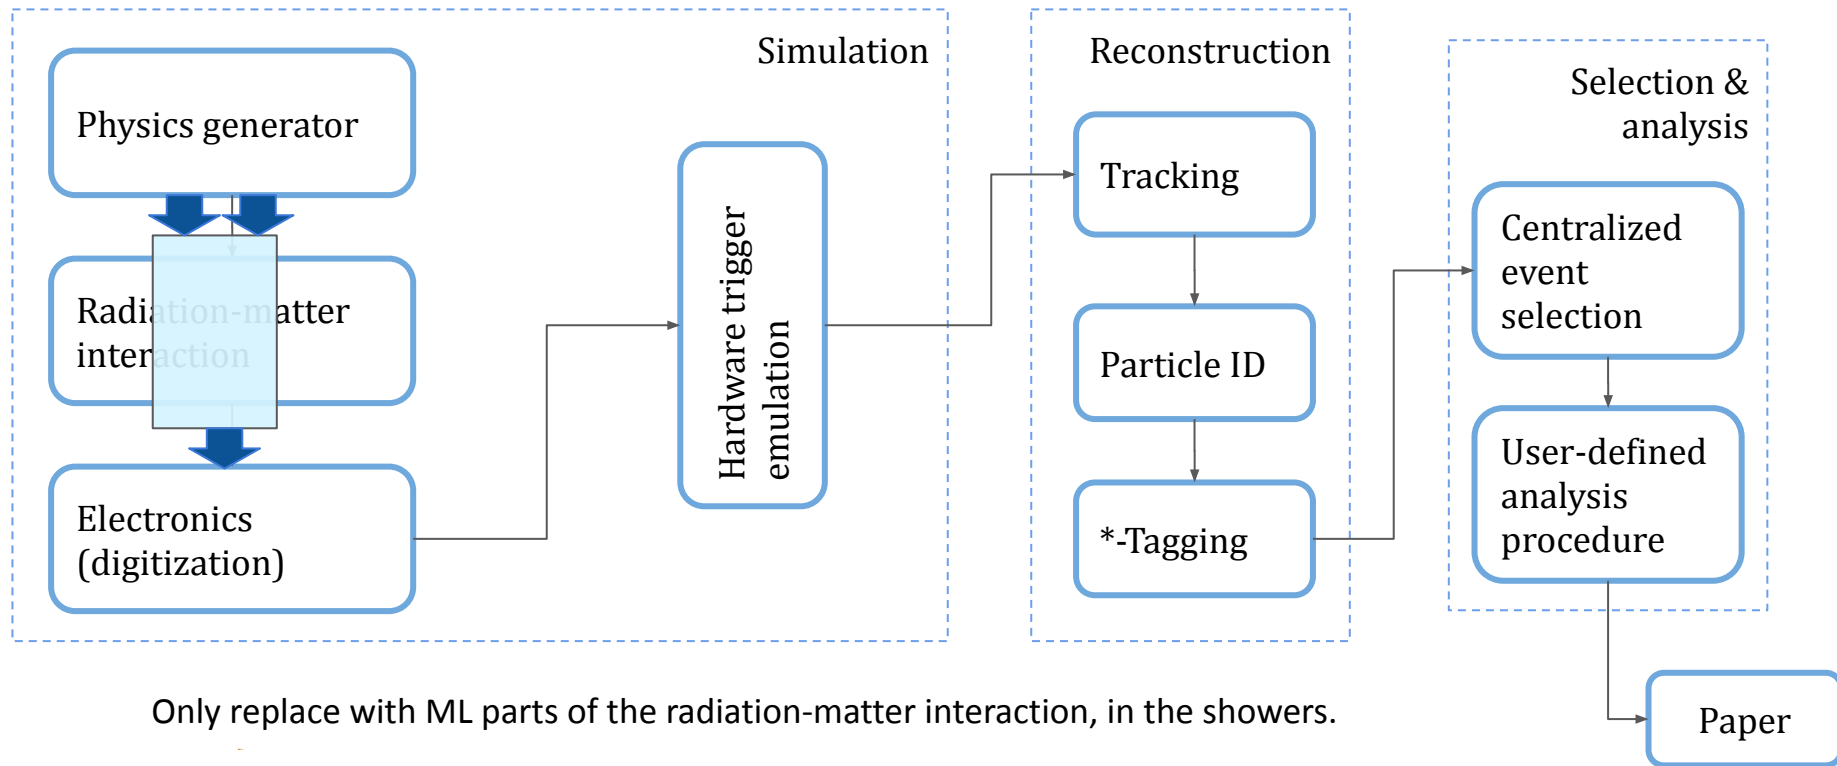 Simulation
Physics generator
Radiation-matter
interaction
Electronics
(digitization)
Hardware trigger
emulation
Reconstruction
Tracking
Particle ID
*-Tagging
Selection &
analysis
Centralized
event
selection
User-defined
analysis
procedure
Paper
Only replace with ML parts of the radiation-matter interaction, in the showers.